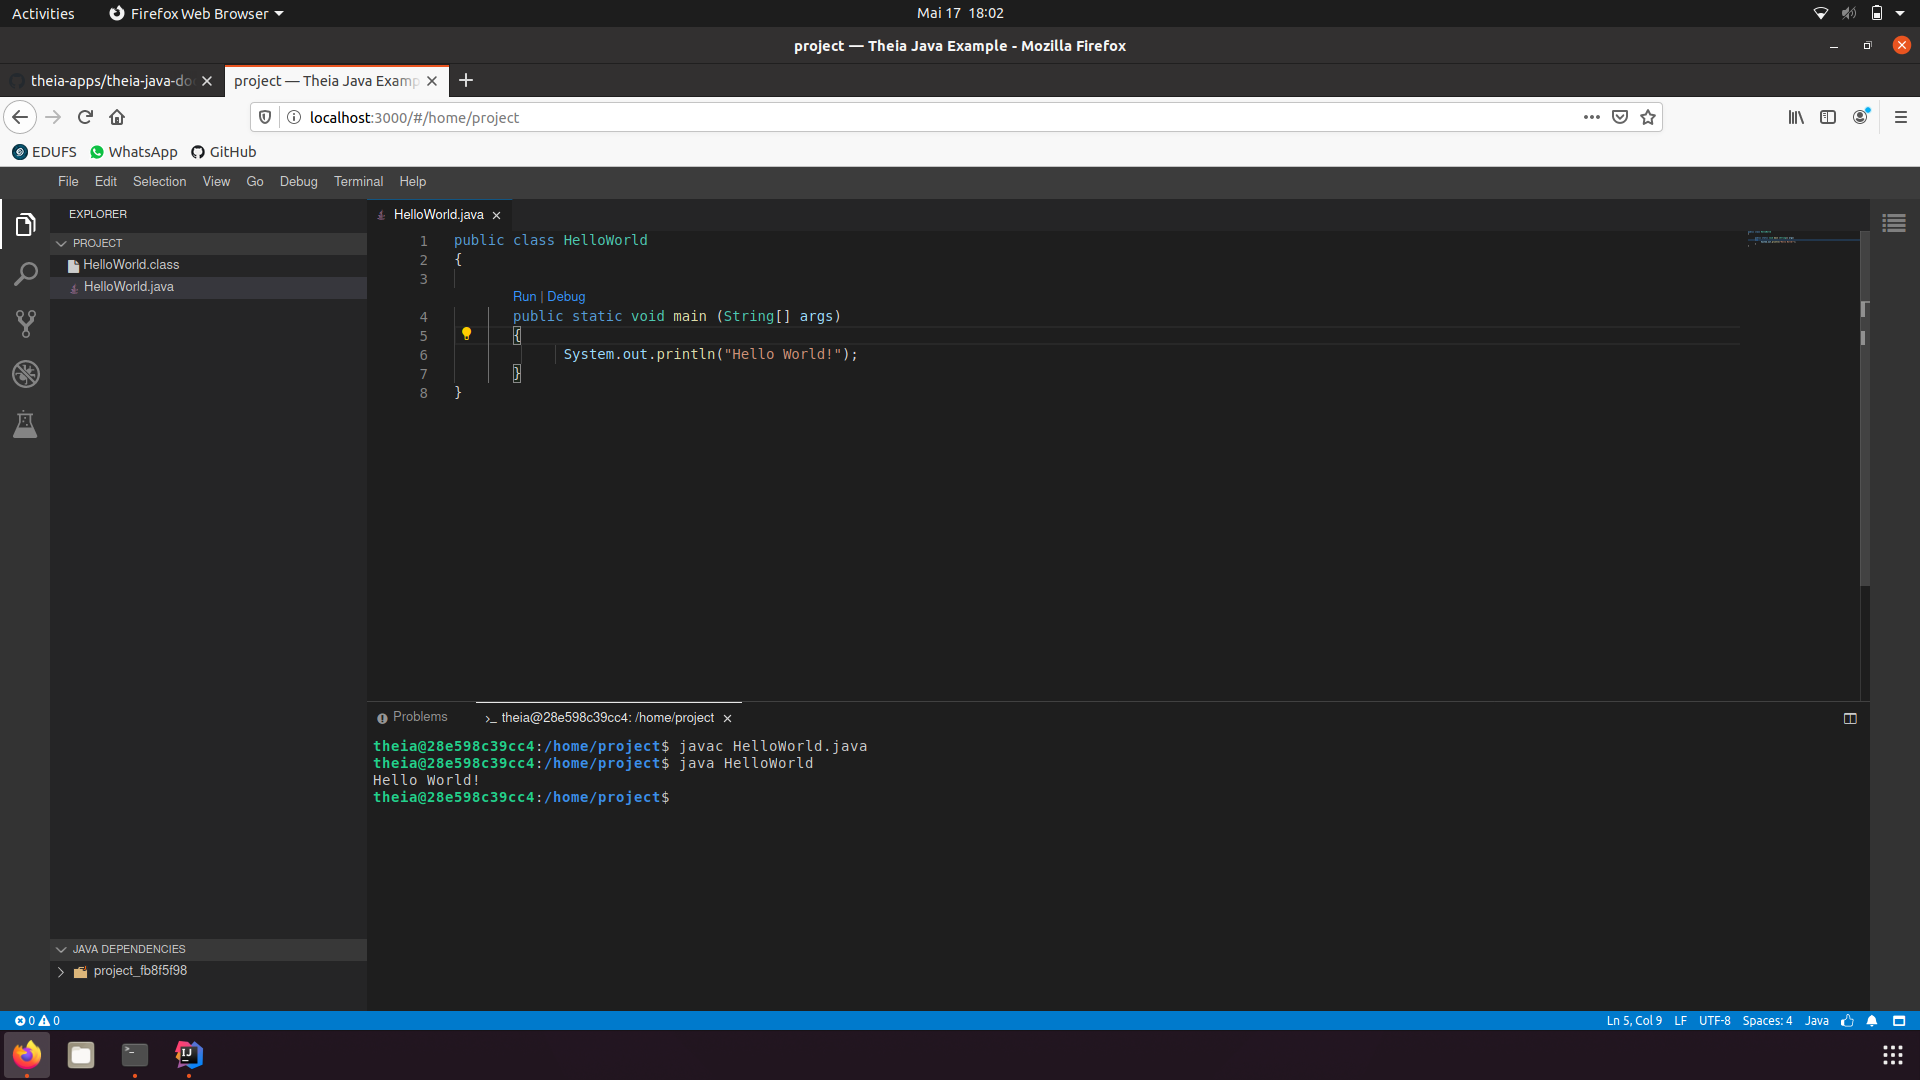 Activities Firefox Web Browser Mai 17 18:02
project — Theia Java Example - Mozilla Firefox
theia-apps/theia-java-do project — Theia Java Examp
localhost:3000/#/home/project
EDUFS WhatsApp GitHub
File Edit Selection View Go Debug Terminal Help
EXPLORER
PROJECT
HelloWorld.class
HelloWorld.java
HelloWorld.java
1 public class HelloWorld
2 {
3
Run | Debug
4 public static void main (String[] args)
5 {
6 System.out.println("Hello World!");
7 }
8 }
Problems theia@28e598c39cc4: /home/project
theia@28e598c39cc4:/home/project$ javac HelloWorld.java
theia@28e598c39cc4:/home/project$ java HelloWorld
Hello World!
theia@28e598c39cc4:/home/project$
JAVA DEPENDENCIES
project_fb8f5f98
0 0 Ln 5, Col 9 LF UTF-8 Spaces: 4 Java
IJ